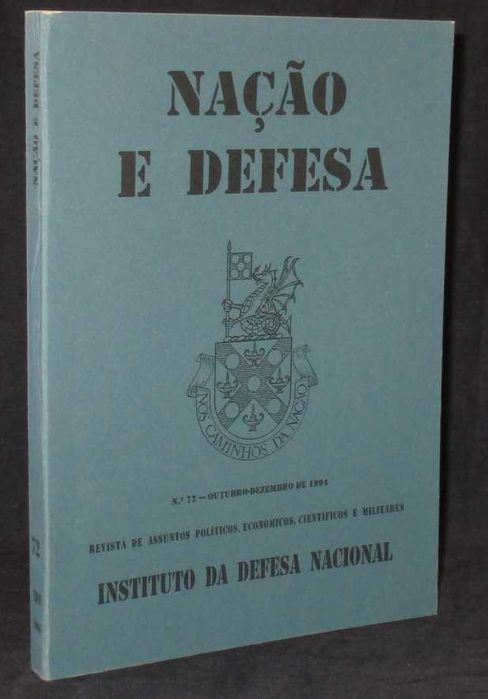 NAÇÃO
E DEFESA
NOS CAMINHOS DA NAÇÃO
N.º 72 — OUTUBRO-DEZEMBRO DE 1994
REVISTA DE ASSUNTOS POLÍTICOS, ECONÓMICOS, CIENTÍFICOS E MILITARES
INSTITUTO DA DEFESA NACIONAL
NAÇÃO E DEFESA
72